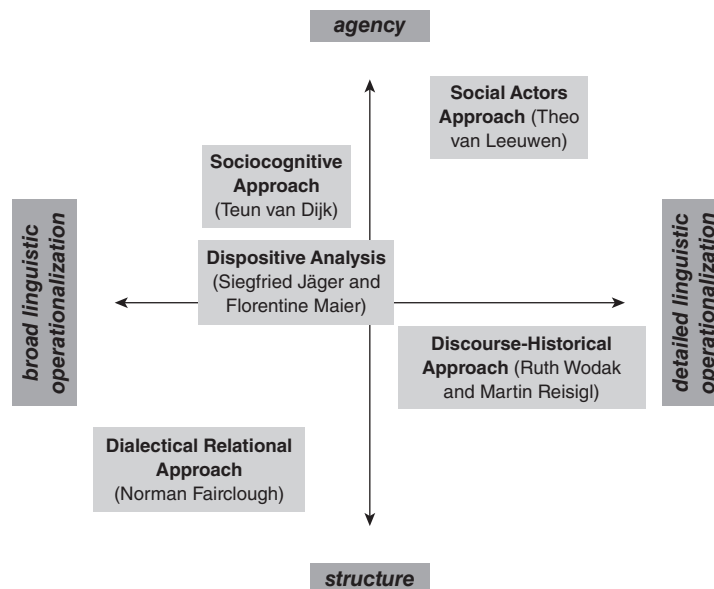 agency
Social Actors
Approach (Theo
van Leeuwen)
Sociocognitive
Approach
(Teun van Dijk)
broad linguistic
operationalization
Dispositive Analysis
(Siegfried Jäger and
Florentine Maier)
detailed linguistic
operationalization
Discourse-Historical
Approach (Ruth Wodak
and Martin Reisigl)
Dialectical Relational
Approach
(Norman Fairclough)
structure